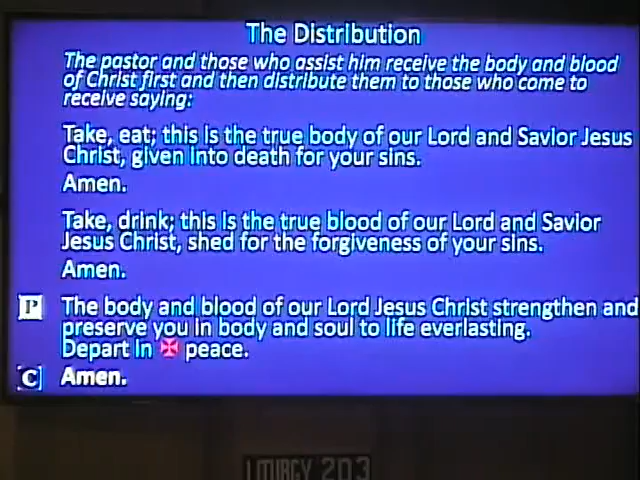 The Distribution
The pastor and those who assist him receive the body and blood
of Christ first and then distribute them to those who come to
receive saying:
Take, eat; this is the true body of our Lord and Savior Jesus
Christ, given into death for your sins.
Amen.
Take, drink; this is the true blood of our Lord and Savior
Jesus Christ, shed for the forgiveness of your sins.
Amen.
P The body and blood of our Lord Jesus Christ strengthen and
preserve you in body and soul to life everlasting.
Depart in ✠ peace.
C Amen.
LITURGY 203